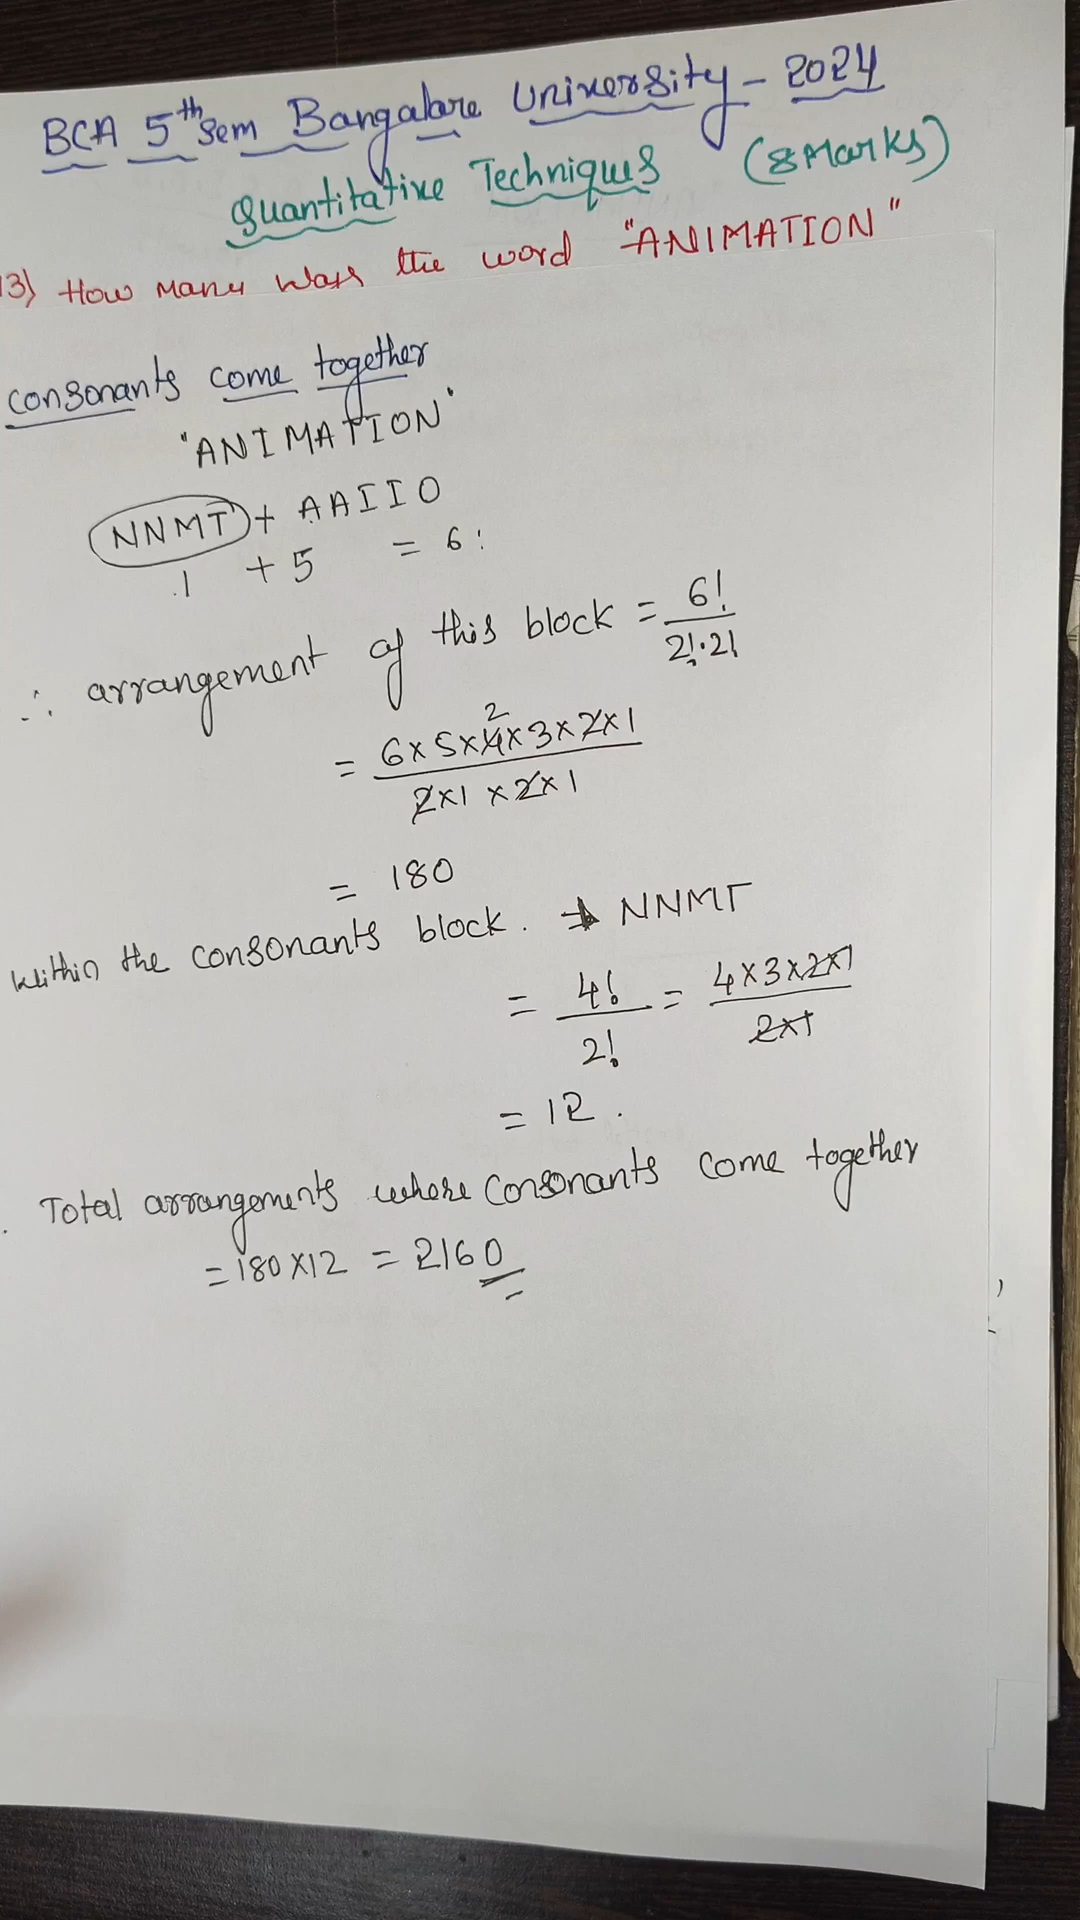 BCA 5th Sem Bangalore University - 2024
Quantitative Techniques (8 Marks)
13) How many ways the word "ANIMATION"
consonants come together
"ANIMATION"
NNMT + AAIIO
1 + 5 = 6!
∴ arrangement of this block = 6! / 2!·2!
= 6×5×4×3×2×1 / 2×1×2×1
2
= 180
Within the consonants block. → NNMT
= 4! / 2! = 4×3×2×1 / 2×1
= 12.
Total arrangements where consonants come together
= 180×12 = 2160